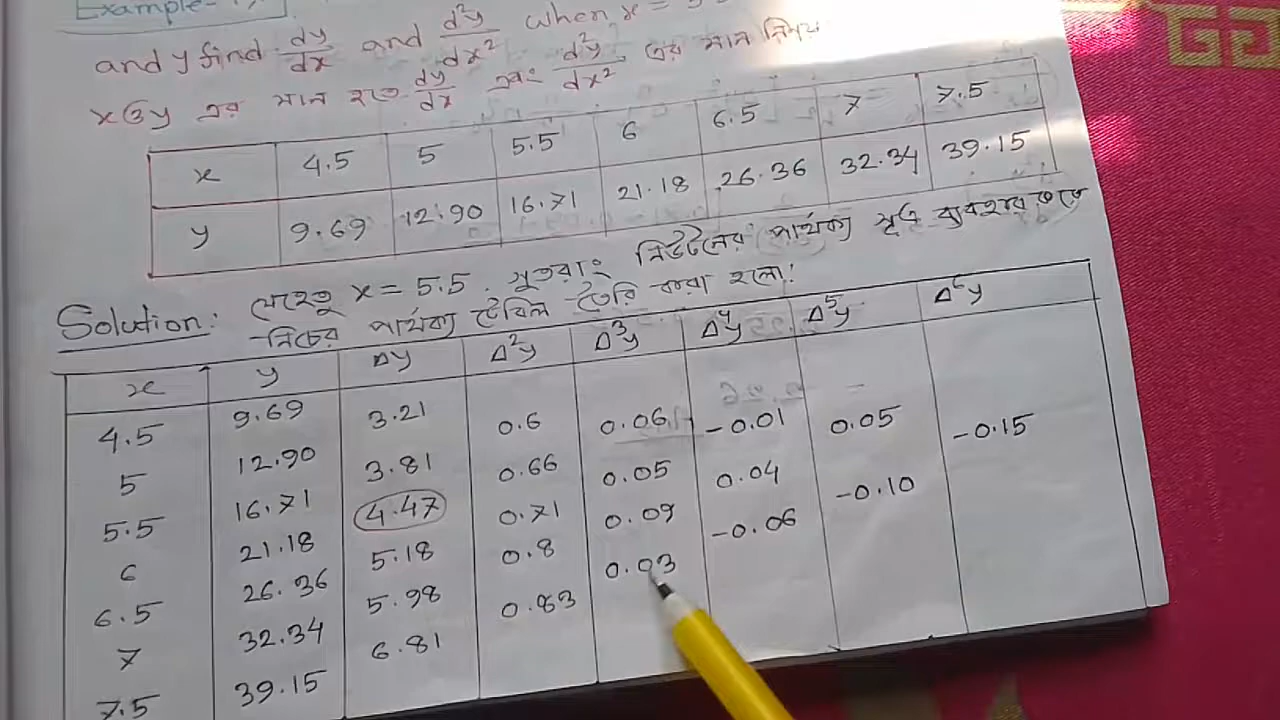 Example-
and y find dy/dx and d²y/dx² when x =
x ও y এর মান হতে dy/dx এবং d²y/dx² এর মান নির্ণয়
x 4.5 5 5.5 6 6.5 7 7.5
y 9.69 12.90 16.71 21.18 26.36 32.34 39.15
Solution: যেহেতু x = 5.5. সুতরাং নিউটনের পার্থক্য সূত্র ব্যবহার
নিচের পার্থক্য টেবিল তৈরি করা হলো:
x y Δy Δ²y Δ³y Δ⁴y Δ⁵y Δ⁶y
4.5 9.69 3.21 0.6 0.06 -0.01 0.05 -0.15
5 12.90 3.81 0.66 0.05 0.04 -0.10
5.5 16.71 4.47 0.71 0.09 -0.06
6 21.18 5.18 0.8 0.03
6.5 26.36 5.98 0.83
7 32.34 6.81
7.5 39.15